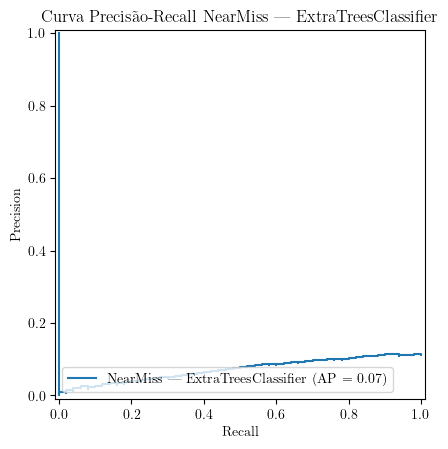 Curva Precisão-Recall NearMiss — ExtraTreesClassifier
1.0
0.8
0.6
0.4
0.2
0.0
Precision
NearMiss — ExtraTreesClassifier (AP = 0.07)
0.0 0.2 0.4 0.6 0.8 1.0
Recall